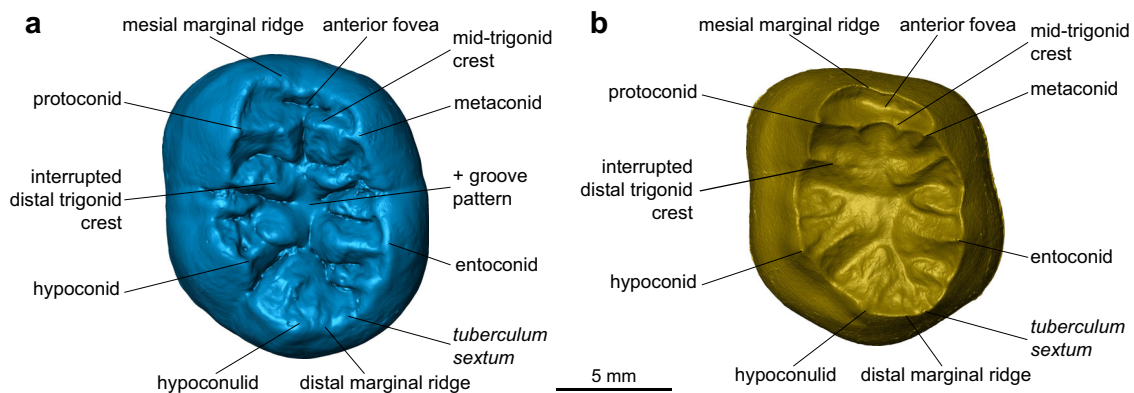 a
mesial marginal ridge
anterior fovea
mid-trigonid
crest
protoconid
metaconid
interrupted
distal trigonid
crest
+ groove
pattern
hypoconid
entoconid
tuberculum
sextum
hypoconulid
distal marginal ridge
b
mesial marginal ridge
anterior fovea
mid-trigonid
crest
protoconid
metaconid
interrupted
distal trigonid
crest
hypoconid
entoconid
tuberculum
sextum
hypoconulid
distal marginal ridge
5 mm